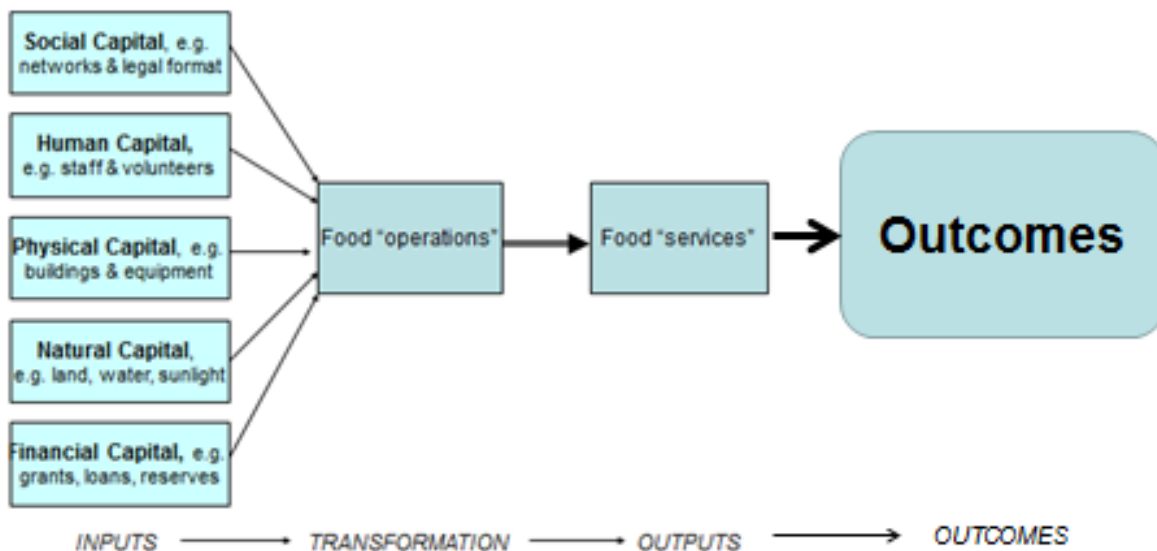 Social Capital, e.g.
networks & legal format
Human Capital,
e.g. staff & volunteers
Physical Capital, e.g.
buildings & equipment
Natural Capital,
e.g. land, water, sunlight
Financial Capital, e.g.
grants, loans, reserves
Food "operations"
Food "services"
Outcomes
INPUTS
TRANSFORMATION
OUTPUTS
OUTCOMES